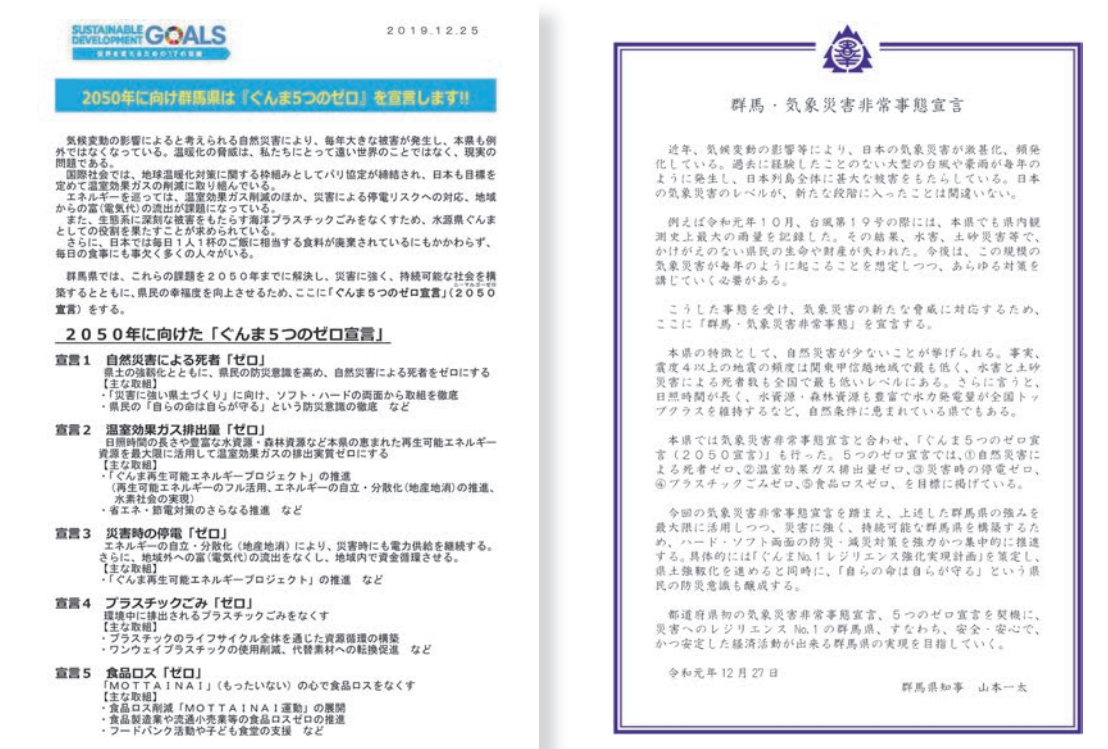 SUSTAINABLE
DEVELOPMENT GOALS
世界を変えるための17の目標
2019.12.25
2050年に向け群馬県は『ぐんま5つのゼロ』を宣言します!!
気候変動の影響によると考えられる自然災害により、毎年大きな被害が発生し、本県も例
外ではなくなっている。温暖化の脅威は、私たちにとって遠い世界のことではなく、現実の
問題である。
国際社会では、地球温暖化対策に関する枠組みとしてパリ協定が締結され、日本も目標を
定めて温室効果ガスの削減に取り組んでいる。
エネルギーを巡っては、温室効果ガス削減のほか、災害による停電リスクへの対応、地域
からの富(電気代)の流出が課題になっている。
また、生態系に深刻な被害をもたらす海洋プラスチックごみをなくすため、水源県ぐんま
としての役割を果たすことが求められている。
さらに、日本では毎日1人1杯のご飯に相当する食料が廃棄されているにもかかわらず、
毎日の食事にも事欠く多くの人々がいる。
群馬県では、これらの課題を2050年までに解決し、災害に強く、持続可能な社会を構
築するとともに、県民の幸福度を向上させるため、ここに「ぐんま5つのゼロ宣言」(2050
宣言)をする。
2050年に向けた「ぐんま5つのゼロ宣言」
宣言1 自然災害による死者「ゼロ」
県土の強靱化とともに、県民の防災意識を高め、自然災害による死者をゼロにする
【主な取組】
・「災害に強い県土づくり」に向け、ソフト・ハードの両面から取組を徹底
・県民の「自らの命は自らが守る」という防災意識の徹底 など
宣言2 温室効果ガス排出量「ゼロ」
日照時間の長さや豊富な水資源・森林資源など本県の恵まれた再生可能エネルギー
資源を最大限に活用して温室効果ガスの排出実質ゼロにする
【主な取組】
・「ぐんま再生可能エネルギープロジェクト」の推進
(再生可能エネルギーのフル活用、エネルギーの自立・分散化(地産地消)の推進、
水素社会の実現)
・省エネ・節電対策のさらなる推進 など
宣言3 災害時の停電「ゼロ」
エネルギーの自立・分散化(地産地消)により、災害時にも電力供給を継続する。
さらに、地域外への富(電気代)の流出をなくし、地域内で資金循環させる。
【主な取組】
・「ぐんま再生可能エネルギープロジェクト」の推進 など
宣言4 プラスチックごみ「ゼロ」
環境中に排出されるプラスチックごみをなくす
【主な取組】
・プラスチックのライフサイクル全体を通じた資源循環の構築
・ワンウェイプラスチックの使用削減、代替素材への転換促進 など
宣言5 食品ロス「ゼロ」
「MOTTAINAI」(もったいない)の心で食品ロスをなくす
【主な取組】
・食品ロス削減「MOTTAINAI運動」の展開
・食品製造業や流通小売業等の食品ロスゼロの推進
・フードバンク活動や子ども食堂の支援 など
群馬・気象災害非常事態宣言
近年、気候変動の影響等により、日本の気象災害が激甚化、頻発
化している。過去に経験したことのない大型の台風や豪雨が毎年の
ように発生し、日本列島全体に甚大な被害をもたらしている。日本
の気象災害のレベルが、新たな段階に入ったことは間違いない。
例えば令和元年10月、台風第19号の際には、本県でも県内観
測史上最大の雨量を記録した。その結果、水害、土砂災害等で、
かけがえのない県民の生命や財産が失われた。今後は、この規模の
気象災害が毎年のように起こることを想定しつつ、あらゆる対策を
講じていく必要がある。
こうした事態を受け、気象災害の新たな脅威に対応するため、
ここに「群馬・気象災害非常事態」を宣言する。
本県の特徴として、自然災害が少ないことが挙げられる。事実、
震度4以上の地震の頻度は関東甲信越地域で最も低く、水害と土砂
災害による死者数も全国で最も低いレベルにある。さらに言うと、
日照時間が長く、水資源・森林資源も豊富で水力発電量が全国トッ
プクラスを維持するなど、自然条件に恵まれている県でもある。
本県では気象災害非常事態宣言と合わせ、「ぐんま5つのゼロ宣
言(2050宣言)」も行った。5つのゼロ宣言では、①自然災害に
よる死者ゼロ、②温室効果ガス排出量ゼロ、③災害時の停電ゼロ、
④プラスチックごみゼロ、⑤食品ロスゼロ、を目標に掲げている。
今回の気象災害非常事態宣言を踏まえ、上述した群馬県の強みを
最大限に活用しつつ、災害に強く、持続可能な群馬県を構築するた
め、ハード・ソフト両面の防災・減災対策を強力かつ集中的に推進
する。具体的には「ぐんまNo.1レジリエンス強化実現計画」を策定し、
県土強靱化を進めると同時に、「自らの命は自らが守る」という県
民の防災意識も醸成する。
都道府県初の気象災害非常事態宣言、5つのゼロ宣言を契機に、
災害へのレジリエンス No.1の群馬県、すなわち、安全・安心で、
かつ安定した経済活動が出来る群馬県の実現を目指していく。
令和元年12月27日
群馬県知事 山本一太